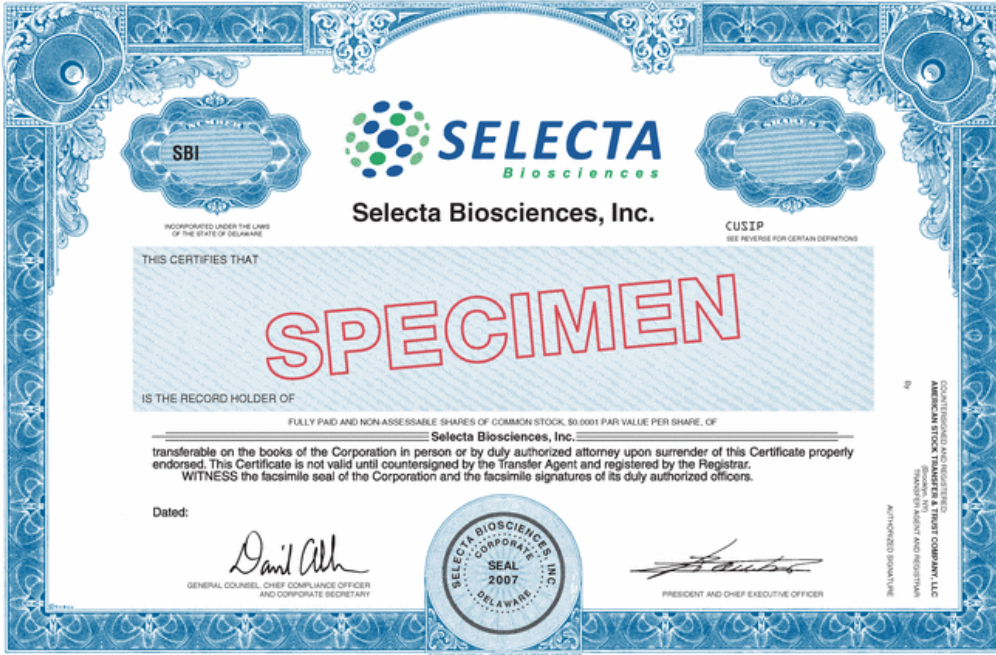 NUMBER
SHARES
SBI
SELECTA
Biosciences
Selecta Biosciences, Inc.
INCORPORATED UNDER THE LAWS
OF THE STATE OF DELAWARE
CUSIP
SEE REVERSE FOR CERTAIN DEFINITIONS
THIS CERTIFIES THAT
SPECIMEN
IS THE RECORD HOLDER OF
FULLY PAID AND NON-ASSESSABLE SHARES OF COMMON STOCK, $0.0001 PAR VALUE PER SHARE, OF
Selecta Biosciences, Inc.
transferable on the books of the Corporation in person or by duly authorized attorney upon surrender of this Certificate properly
endorsed. This Certificate is not valid until countersigned by the Transfer Agent and registered by the Registrar.
WITNESS the facsimile seal of the Corporation and the facsimile signatures of its duly authorized officers.
Dated:
GENERAL COUNSEL, CHIEF COMPLIANCE OFFICER
AND CORPORATE SECRETARY
SELECTA BIOSCIENCES, INC.
CORPORATE
SEAL
2007
DELAWARE
PRESIDENT AND CHIEF EXECUTIVE OFFICER
COUNTERSIGNED AND REGISTERED:
AMERICAN STOCK TRANSFER & TRUST COMPANY, LLC
(Brooklyn, NY)
TRANSFER AGENT AND REGISTRAR
By
AUTHORIZED SIGNATURE